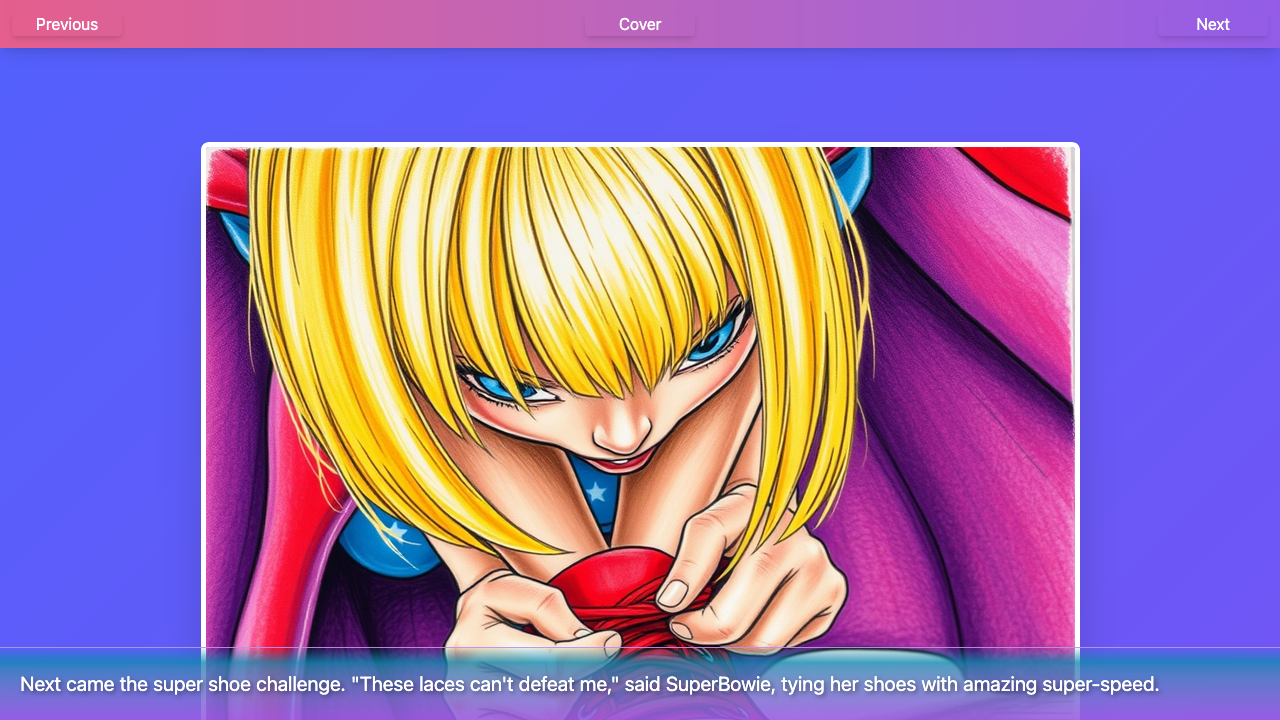 Previous
Cover
Next
Next came the super shoe challenge. "These laces can't defeat me," said SuperBowie, tying her shoes with amazing super-speed.